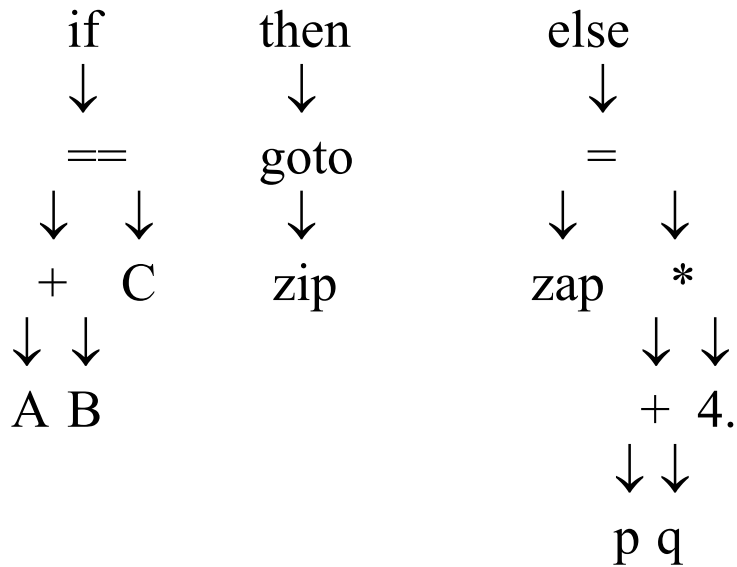 if then else
↓ ↓ ↓
== goto =
↓ ↓ ↓ ↓ ↓
+ C zip zap *
↓ ↓ ↓ ↓
A B + 4.
↓ ↓
p q